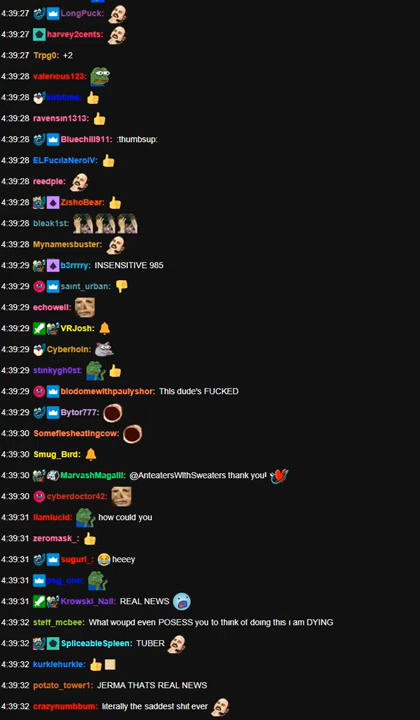 4:39:27 LongPuck:
4:39:27 harvey2cents:
4:39:27 Trpg0: +2
4:39:28 valerious123:
4:39:28
4:39:28 ravensin1313:
4:39:28 Bluechill911: :thumbsup:
4:39:28 ELFucilaNerolV:
4:39:28 reedple:
4:39:28 ZishoBear:
4:39:28 bleak1st:
4:39:28 Mynameisbuster:
4:39:29 b3rrrry: INSENSITIVE 985
4:39:29 saint_urban:
4:39:29 echowell:
4:39:29 VRJosh:
4:39:29 Cyberholn:
4:39:29 stinkygh0st:
4:39:29 biodomewithpaulyshor: This dude's FUCKED
4:39:29 Bytor777:
4:39:30 Someflesheatingcow:
4:39:30 Smug_Bird:
4:39:30 MarvashMagalli: @AnteatersWithSweaters thank you!
4:39:30 cyberdoctor42:
4:39:31 liamlucid: how could you
4:39:31 zeromask_:
4:39:31 suguri_: heeey
4:39:31 png_one:
4:39:31 Krowski_Nall: REAL NEWS
4:39:32 steff_mcbee: What woupd even POSESS you to think of doing this i am DYING
4:39:32 SpliceableSpleen: TUBER
4:39:32 kurklehurkle:
4:39:32 potato_tower1: JERMA THATS REAL NEWS
4:39:32 crazynumbbum: literally the saddest shit ever